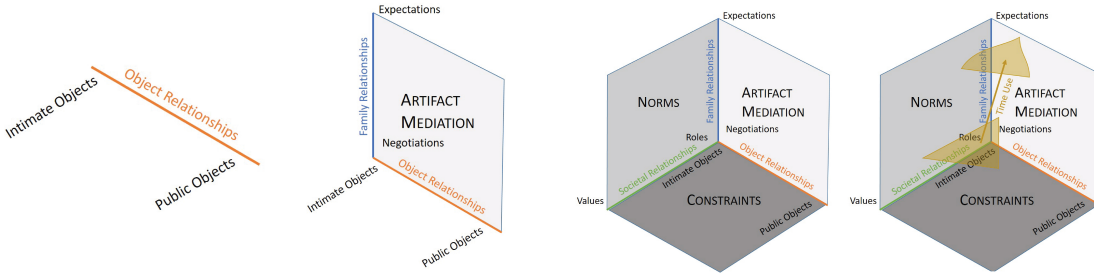 Intimate Objects
Object Relationships
Public Objects
Expectations
Family Relationships
ARTIFACT
MEDIATION
Negotiations
Intimate Objects
Object Relationships
Public Objects
Expectations
NORMS
Family Relationships
ARTIFACT
MEDIATION
Roles
Negotiations
Societal Relationships
Intimate Objects
Object Relationships
Values
CONSTRAINTS
Public Objects
Expectations
NORMS
Family Relationships
Time Use
ARTIFACT
MEDIATION
Roles
Negotiations
Societal Relationships
Intimate Objects
Object Relationships
Values
CONSTRAINTS
Public Objects